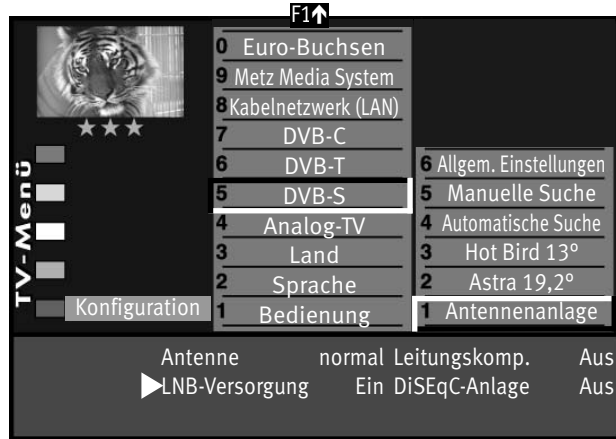 F1↑
0 Euro-Buchsen
9 Metz Media System
8 Kabelnetzwerk (LAN)
7 DVB-C
6 DVB-T
5 DVB-S
4 Analog-TV
3 Land
2 Sprache
1 Bedienung
6 Allgem. Einstellungen
5 Manuelle Suche
4 Automatische Suche
3 Hot Bird 13°
2 Astra 19,2°
1 Antennenanlage
TV-Menü
Konfiguration
Antenne normal Leitungskomp. Aus
LNB-Versorgung Ein DiSEqC-Anlage Aus